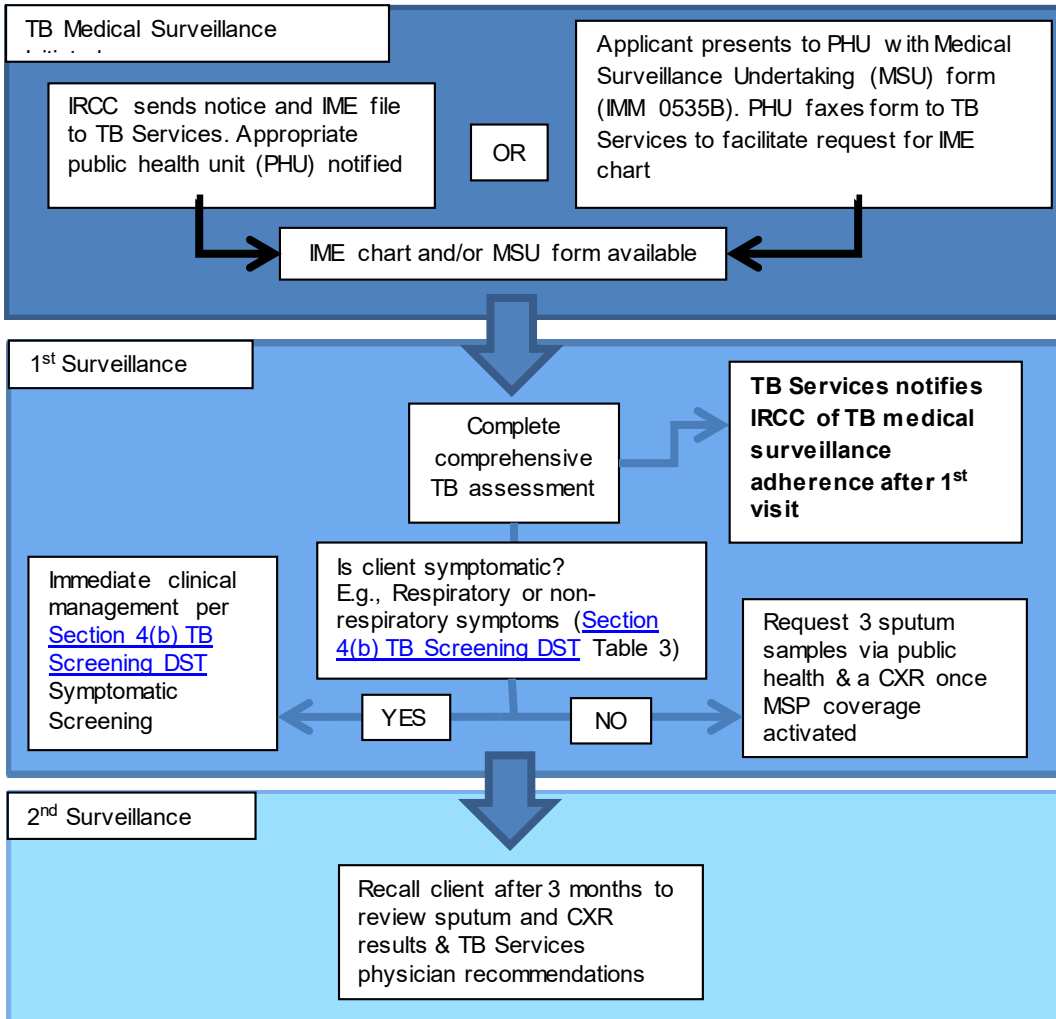 TB Medical Surveillance
IRCC sends notice and IME file
to TB Services. Appropriate
public health unit (PHU) notified
OR
Applicant presents to PHU with Medical
Surveillance Undertaking (MSU) form
(IMM 0535B). PHU faxes form to TB
Services to facilitate request for IME
chart
IME chart and/or MSU form available
1st Surveillance
Complete
comprehensive
TB assessment
TB Services notifies
IRCC of TB medical
surveillance
adherence after 1st
visit
Is client symptomatic?
E.g., Respiratory or non-
respiratory symptoms (Section
4(b) TB Screening DST Table 3)
Immediate clinical
management per
Section 4(b) TB
Screening DST
Symptomatic
Screening
YES
NO
Request 3 sputum
samples via public
health & a CXR once
MSP coverage
activated
2nd Surveillance
Recall client after 3 months to
review sputum and CXR
results & TB Services
physician recommendations